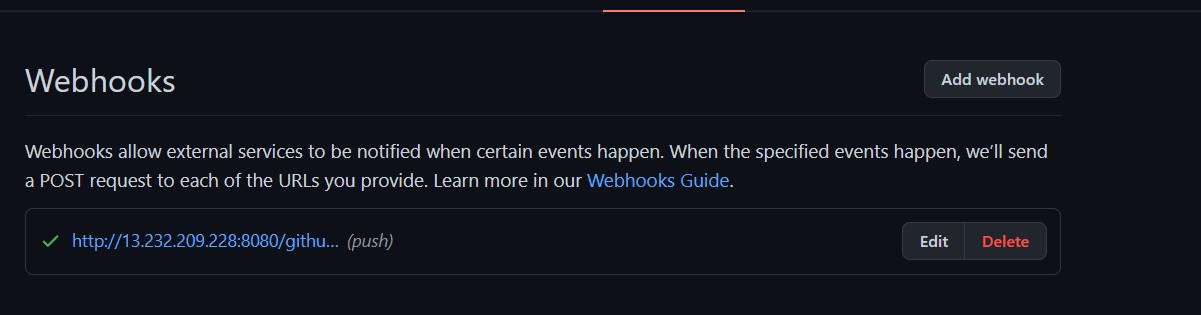 Webhooks
Add webhook
Webhooks allow external services to be notified when certain events happen. When the specified events happen, we’ll send
a POST request to each of the URLs you provide. Learn more in our Webhooks Guide.
http://13.232.209.228:8080/githu... (push)
Edit
Delete